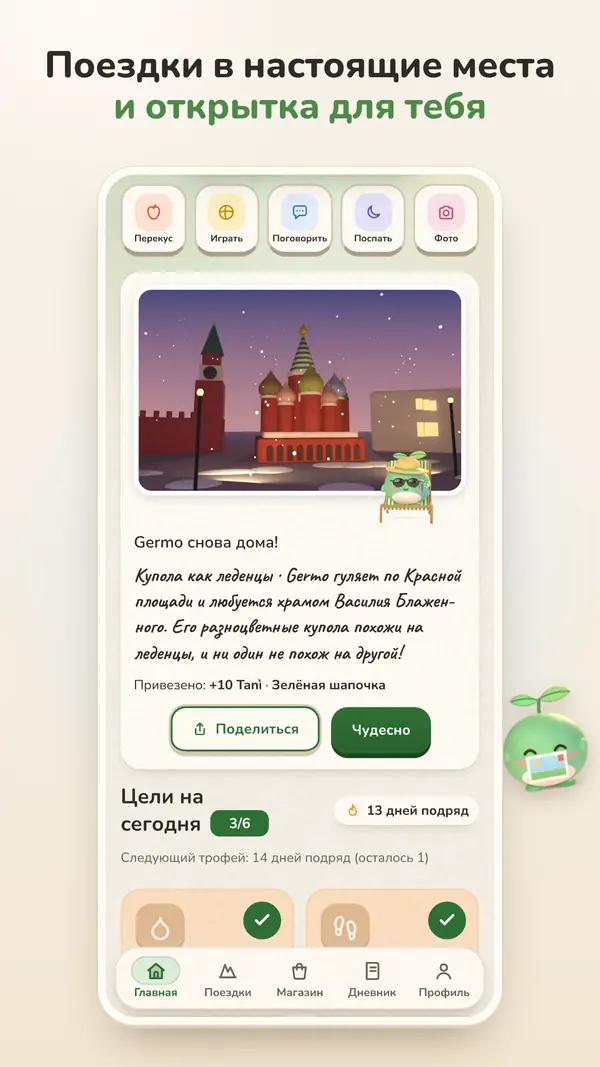 Поездки в настоящие места
и открытка для тебя
Перекус
Играть
Поговорить
Поспать
Фото
Germo снова дома!
Купола как леденцы · Germo гуляет по Красной
площади и любуется храмом Василия Блажен-
ного. Его разноцветные купола похожи на
леденцы, и ни один не похож на другой!
Привезено: +10 Tanì · Зелёная шапочка
Поделиться
Чудесно
Цели на
сегодня 3/6
13 дней подряд
Следующий трофей: 14 дней подряд (осталось 1)
Главная
Поездки
Магазин
Дневник
Профиль